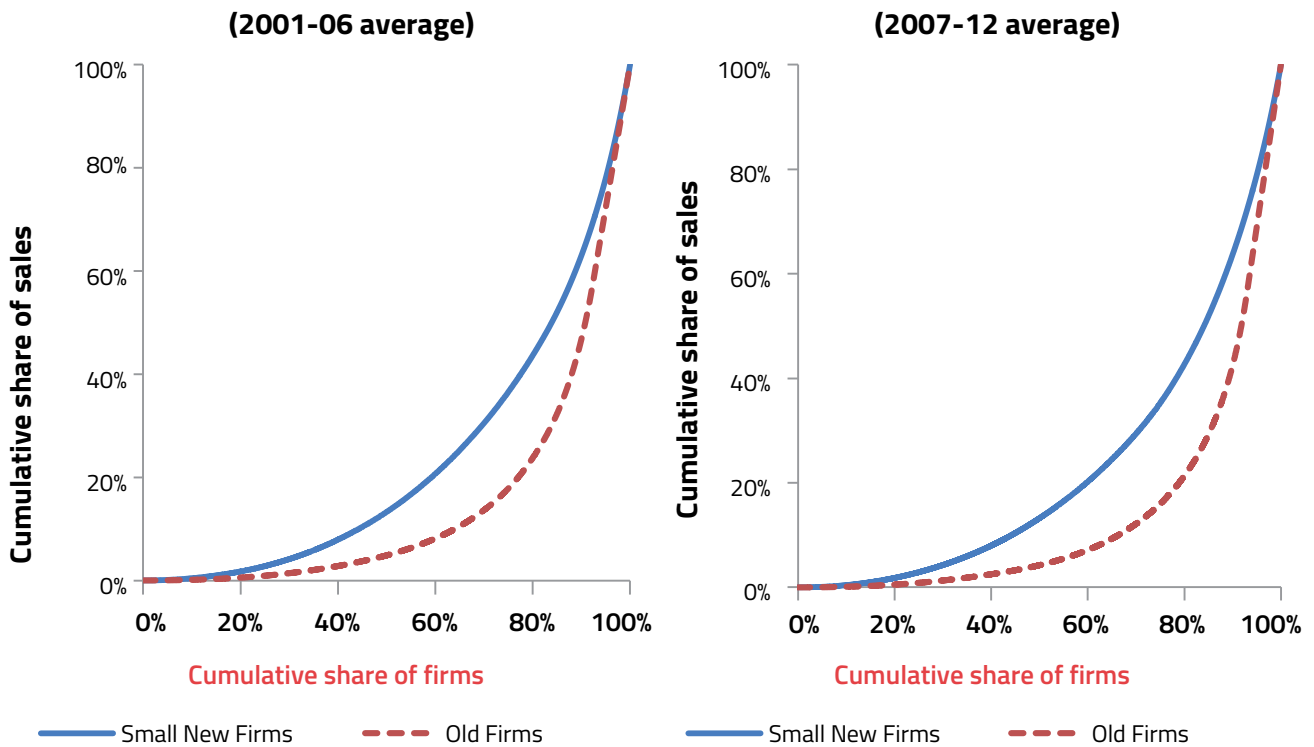 (2001-06 average)
100%
80%
60%
40%
20%
0%
Cumulative share of sales
0% 20% 40% 60% 80% 100%
Cumulative share of firms
Small New Firms Old Firms
(2007-12 average)
100%
80%
60%
40%
20%
0%
Cumulative share of sales
0% 20% 40% 60% 80% 100%
Cumulative share of firms
Small New Firms Old Firms